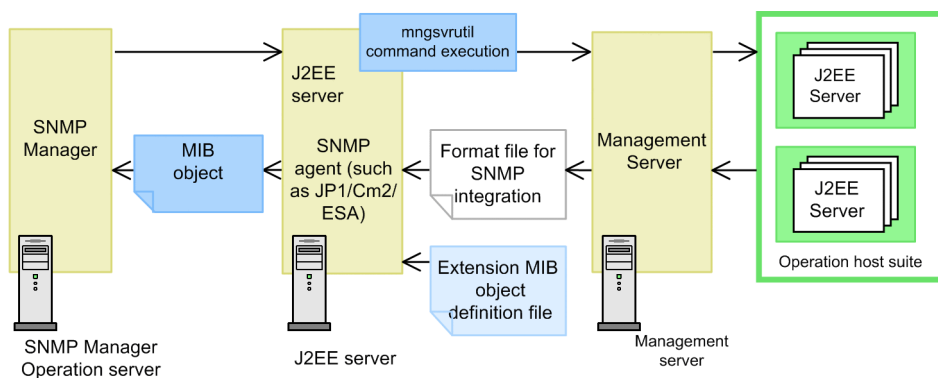 mngsvrutil
command execution
SNMP
Manager
J2EE
server
MIB
object
SNMP
agent (such
as JP1/Cm2/
ESA)
Format file for
SNMP
integration
Management
Server
J2EE
Server
J2EE
Server
Operation host suite
Extension MIB
object
definition file
SNMP Manager
Operation server
J2EE server
Management
server